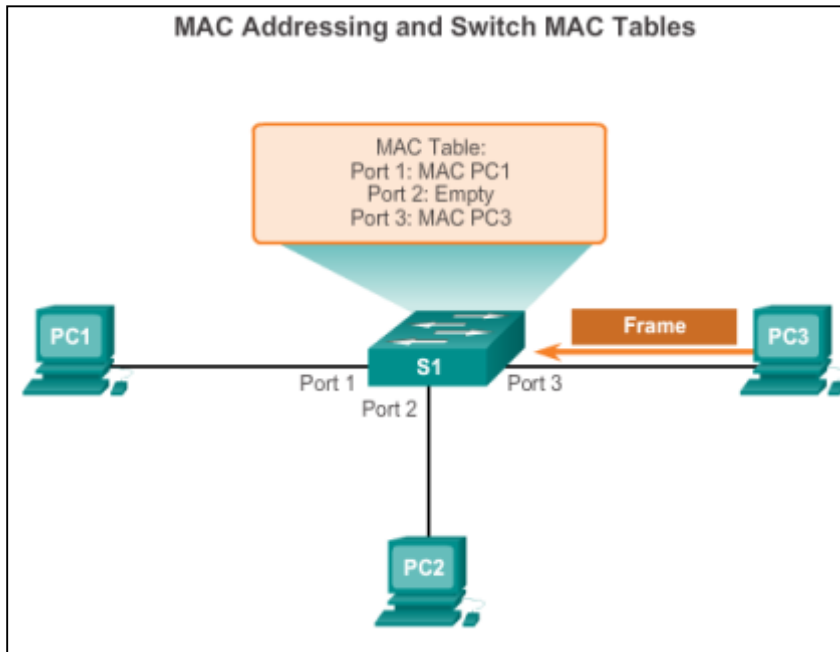 MAC Addressing and Switch MAC Tables
MAC Table:
Port 1: MAC PC1
Port 2: Empty
Port 3: MAC PC3
PC1
Frame
PC3
S1
Port 1
Port 3
Port 2
PC2